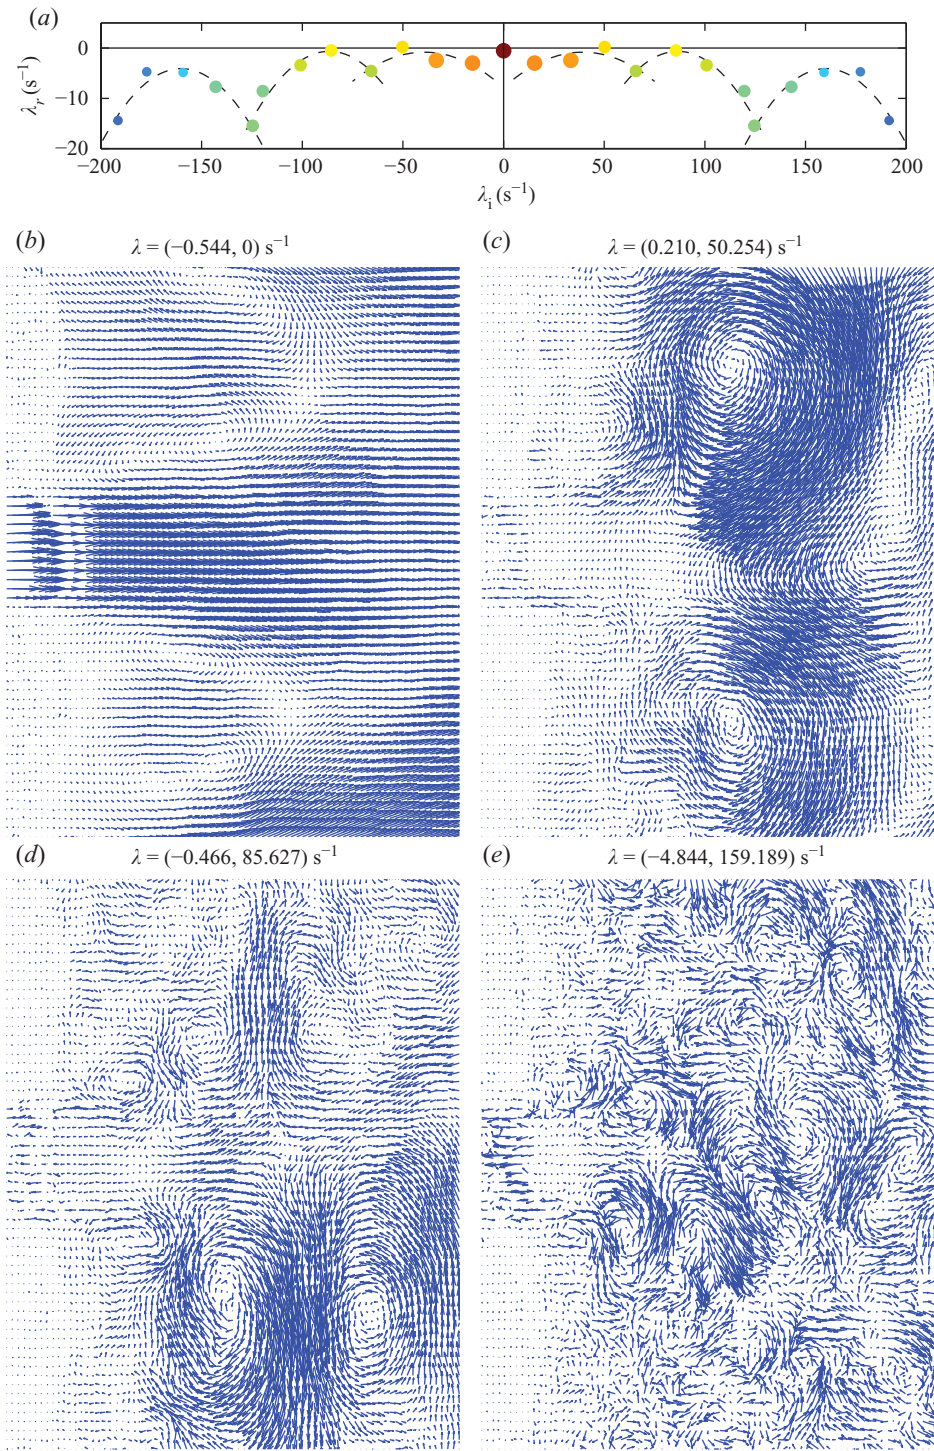 (a)
0
−10
−20
λr (s−1)
−200 −150 −100 −50 0 50 100 150 200
λi (s−1)
(b) λ = (−0.544, 0) s−1
(c) λ = (0.210, 50.254) s−1
(d) λ = (−0.466, 85.627) s−1
(e) λ = (−4.844, 159.189) s−1